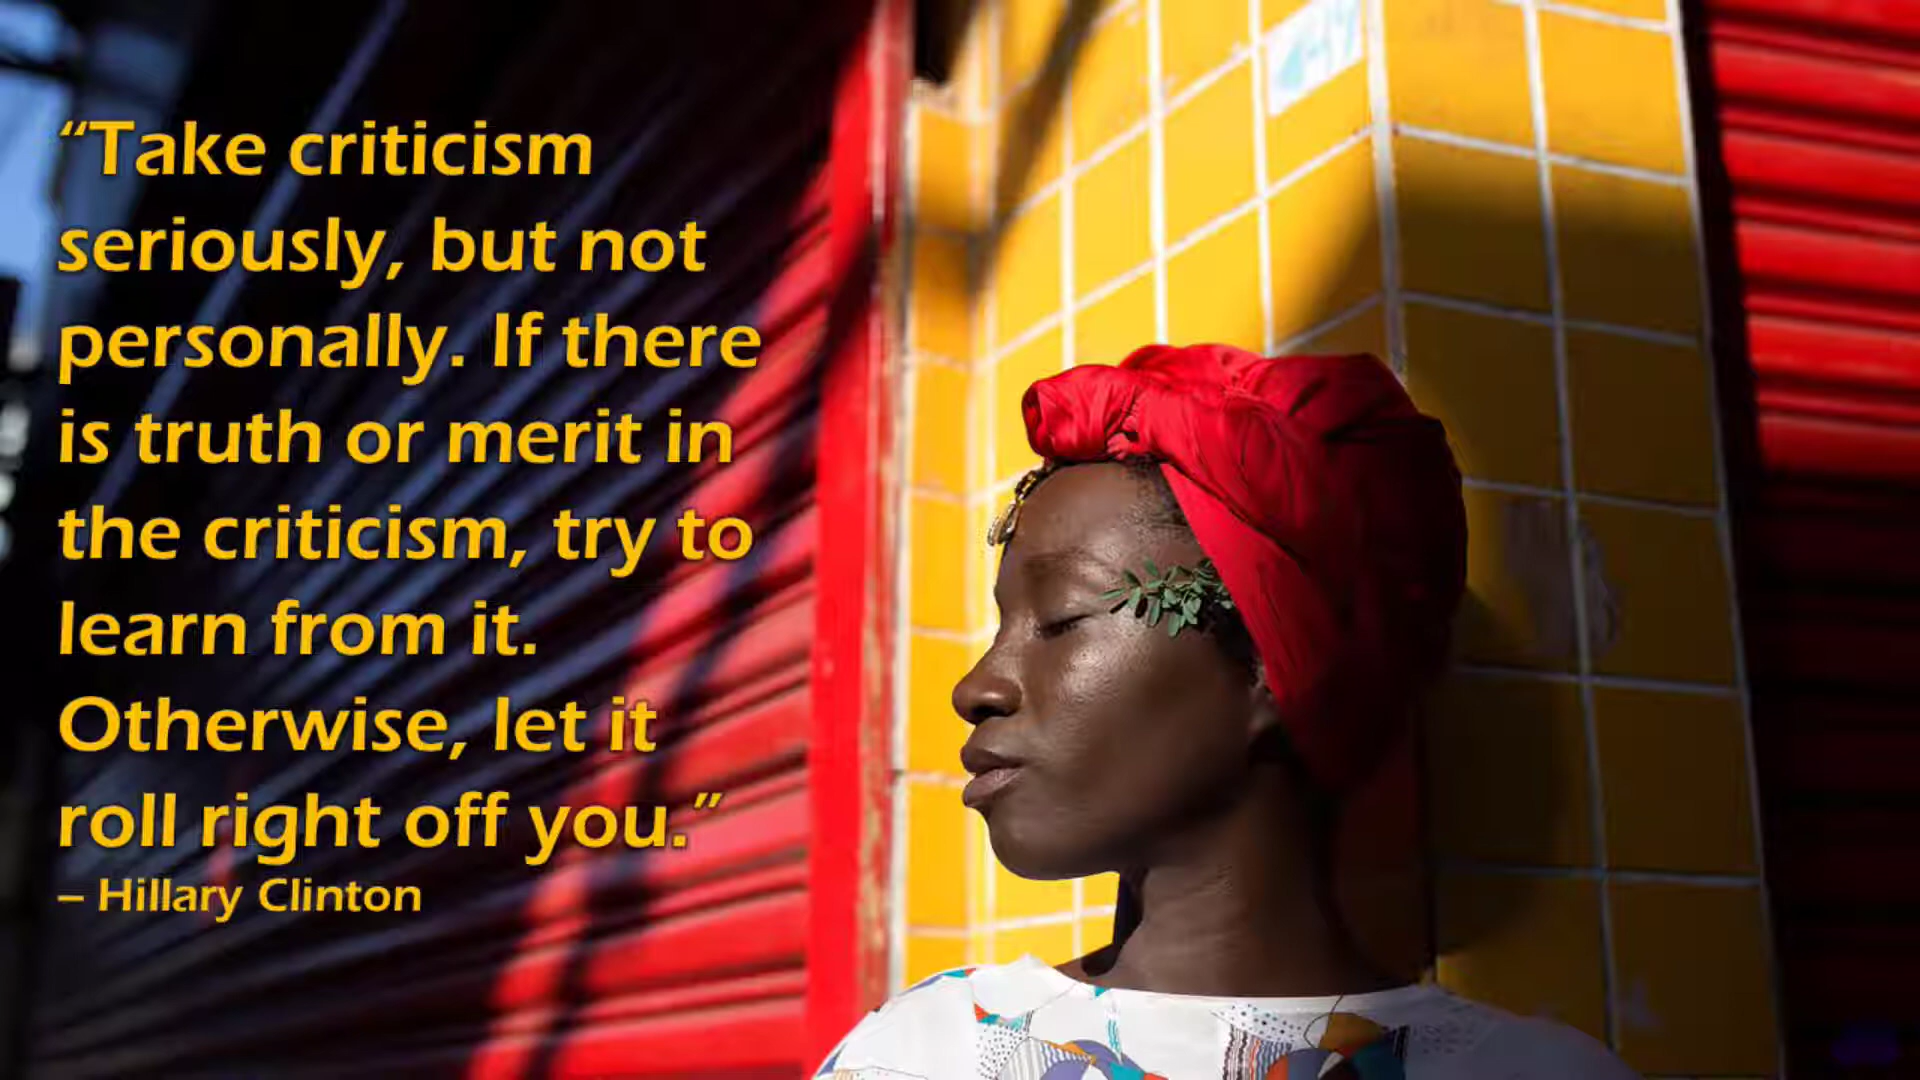 “Take criticism
seriously, but not
personally. If there
is truth or merit in
the criticism, try to
learn from it.
Otherwise, let it
roll right off you.”
– Hillary Clinton